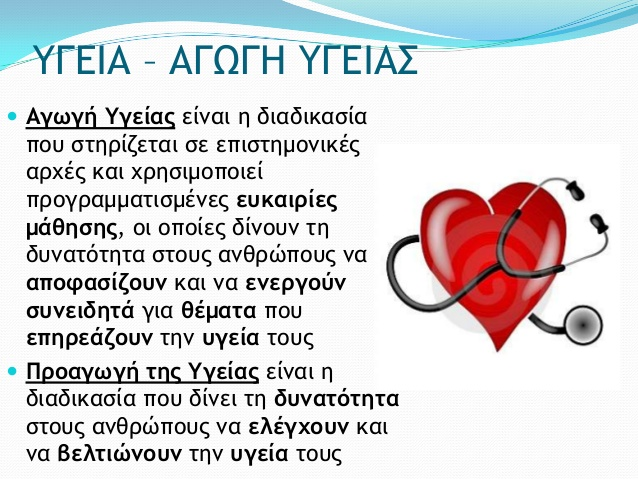 ΥΓΕΙΑ – ΑΓΩΓΗ ΥΓΕΙΑΣ
• Αγωγή Υγείας είναι η διαδικασία
που στηρίζεται σε επιστημονικές
αρχές και χρησιμοποιεί
προγραμματισμένες ευκαιρίες
μάθησης, οι οποίες δίνουν τη
δυνατότητα στους ανθρώπους να
αποφασίζουν και να ενεργούν
συνειδητά για θέματα που
επηρεάζουν την υγεία τους
• Προαγωγή της Υγείας είναι η
διαδικασία που δίνει τη δυνατότητα
στους ανθρώπους να ελέγχουν και
να βελτιώνουν την υγεία τους